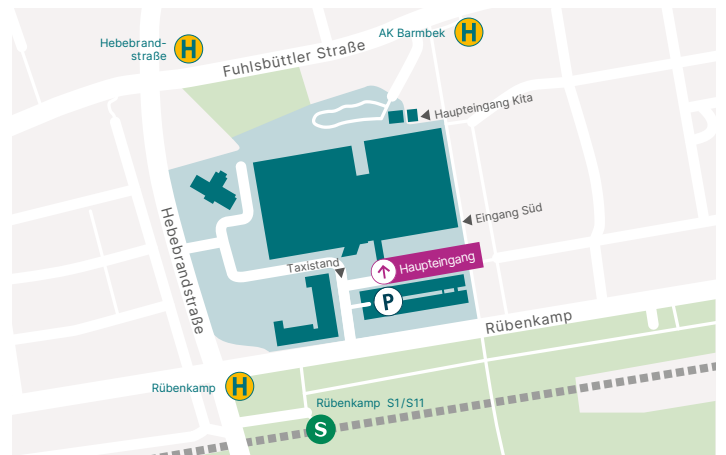 Hebebrand-
straße
H
AK Barmbek
H
Fuhlsbüttler Straße
Haupteingang Kita
Eingang Süd
Hebebrandstraße
Taxistand
Haupteingang
P
Rübenkamp
Rübenkamp
H
Rübenkamp S1/S11
S